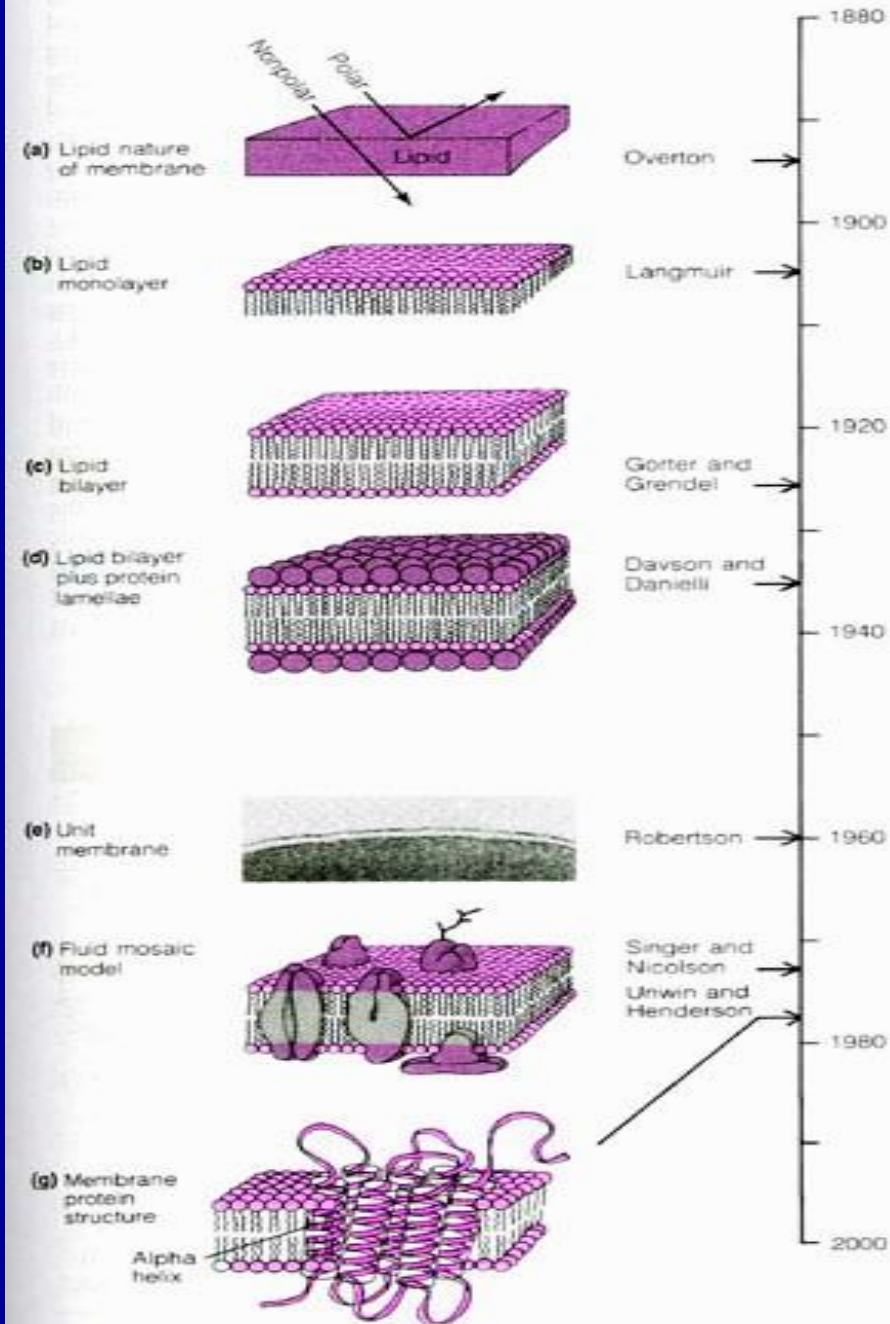 1880
Nonpolar
Polar
(a) Lipid nature
of membrane
Lipid
Overton
1900
(b) Lipid
monolayer
Langmuir
1920
(c) Lipid
bilayer
Gorter and
Grendel
(d) Lipid bilayer
plus protein
lamellae
Davson and
Danielli
1940
(e) Unit
membrane
Robertson
1960
(f) Fluid mosaic
model
Singer and
Nicolson
Unwin and
Henderson
1980
(g) Membrane
protein
structure
Alpha
helix
2000